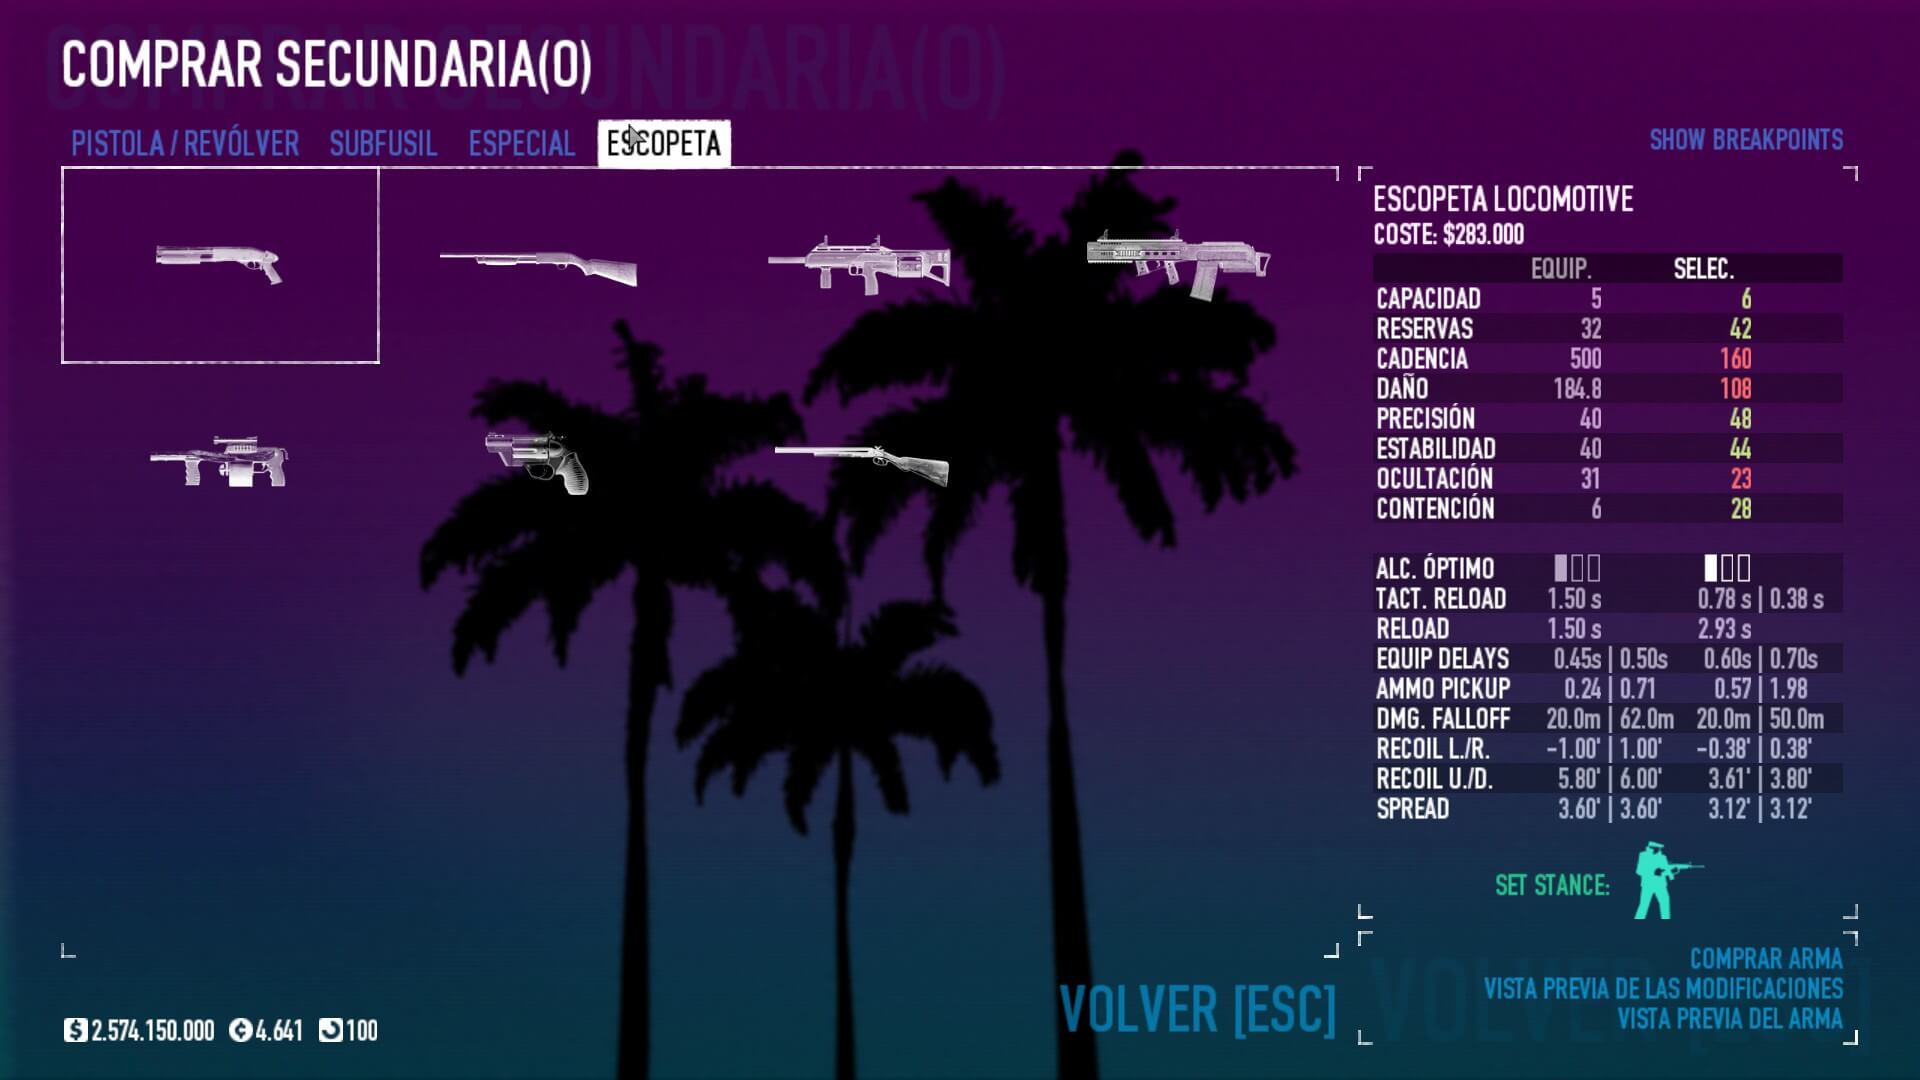 COMPRAR SECUNDARIA(O)
PISTOLA / REVÓLVER SUBFUSIL ESPECIAL ESCOPETA
SHOW BREAKPOINTS
ESCOPETA LOCOMOTIVE
COSTE: $283.000
EQUIP. SELEC.
CAPACIDAD 5 6
RESERVAS 32 42
CADENCIA 500 160
DAÑO 184.8 108
PRECISIÓN 40 48
ESTABILIDAD 40 44
OCULTACIÓN 31 23
CONTENCIÓN 6 28
ALC. ÓPTIMO
TACT. RELOAD 1.50 s 0.78 s | 0.38 s
RELOAD 1.50 s 2.93 s
EQUIP DELAYS 0.45s | 0.50s 0.60s | 0.70s
AMMO PICKUP 0.24 | 0.71 0.57 | 1.98
DMG. FALLOFF 20.0m | 62.0m 20.0m | 50.0m
RECOIL L./R. -1.00' | 1.00' -0.38' | 0.38'
RECOIL U./D. 5.80' | 6.00' 3.61' | 3.80'
SPREAD 3.60' | 3.60' 3.12' | 3.12'
SET STANCE:
COMPRAR ARMA
VISTA PREVIA DE LAS MODIFICACIONES
VISTA PREVIA DEL ARMA
VOLVER [ESC]
$ 2.574.150.000 4.641 100